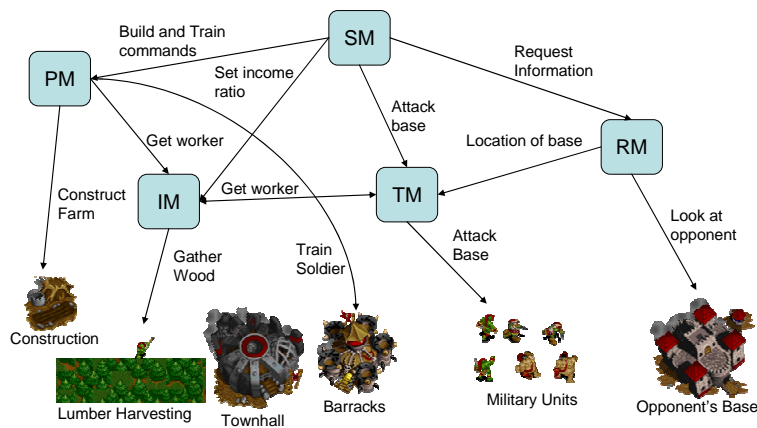 Build and Train
commands
SM
Request
Information
PM
Set income
ratio
Attack
base
Get worker
Location of base
RM
Construct
Farm
IM
Get worker
TM
Gather
Wood
Train
Soldier
Attack
Base
Look at
opponent
Construction
Lumber Harvesting
Townhall
Barracks
Military Units
Opponent's Base